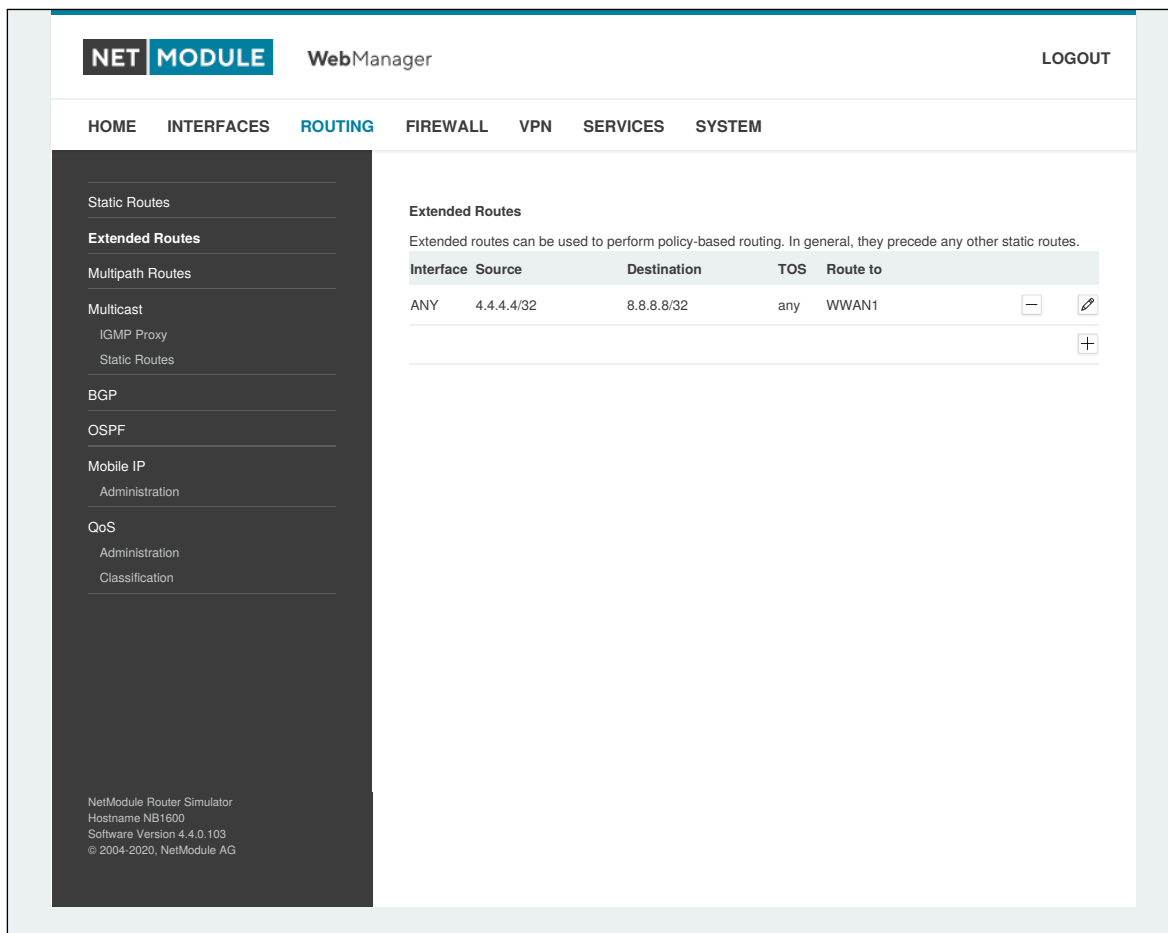 NET MODULE WebManager LOGOUT
HOME INTERFACES ROUTING FIREWALL VPN SERVICES SYSTEM
Static Routes
Extended Routes
Multipath Routes
Multicast
IGMP Proxy
Static Routes
BGP
OSPF
Mobile IP
Administration
QoS
Administration
Classification
NetModule Router Simulator
Hostname NB1600
Software Version 4.4.0.103
© 2004-2020, NetModule AG
Extended Routes
Extended routes can be used to perform policy-based routing. In general, they precede any other static routes.
Interface Source Destination TOS Route to
ANY 4.4.4.4/32 8.8.8.8/32 any WWAN1